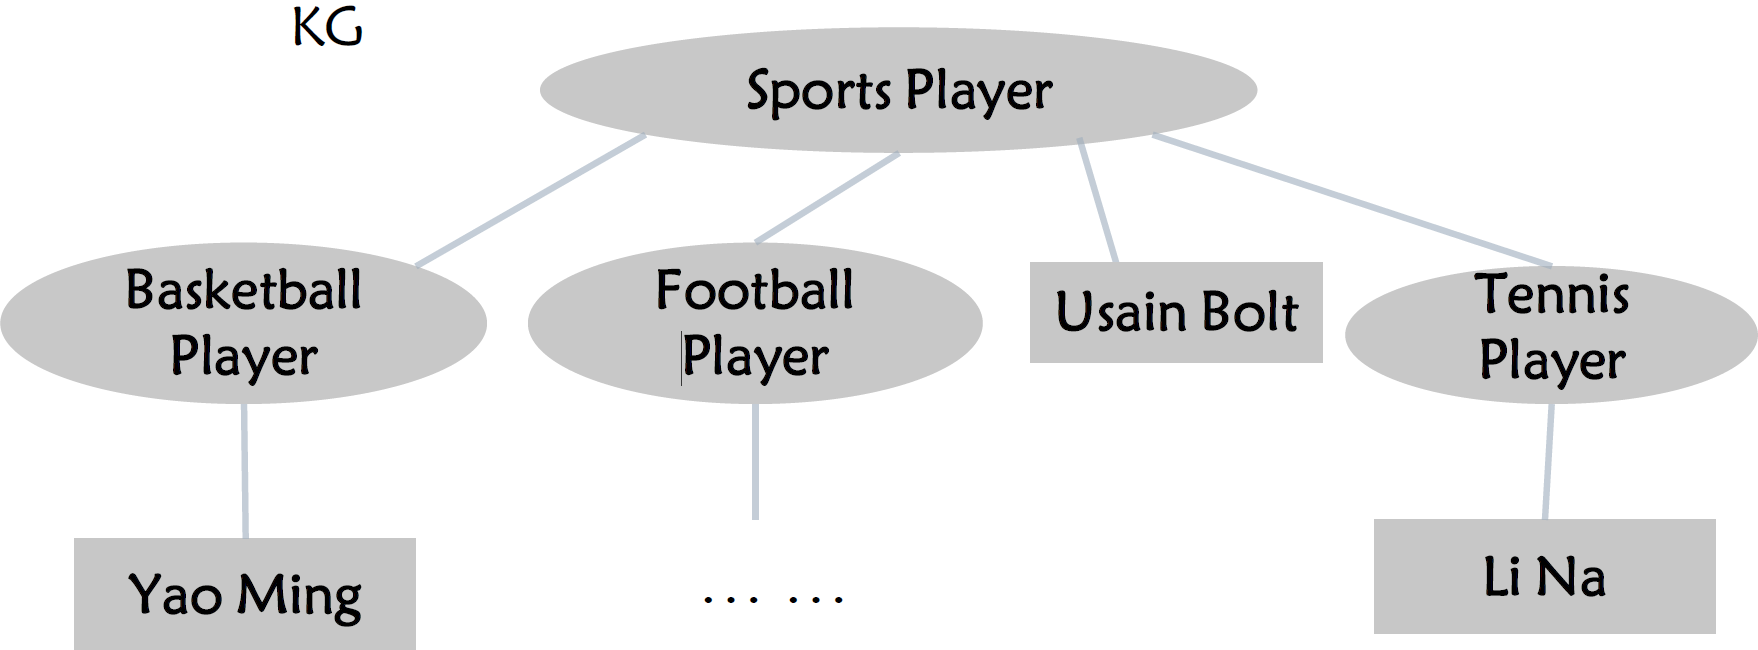 KG
Sports Player
Basketball
Player
Football
Player
Usain Bolt
Tennis
Player
Yao Ming
... ...
Li Na